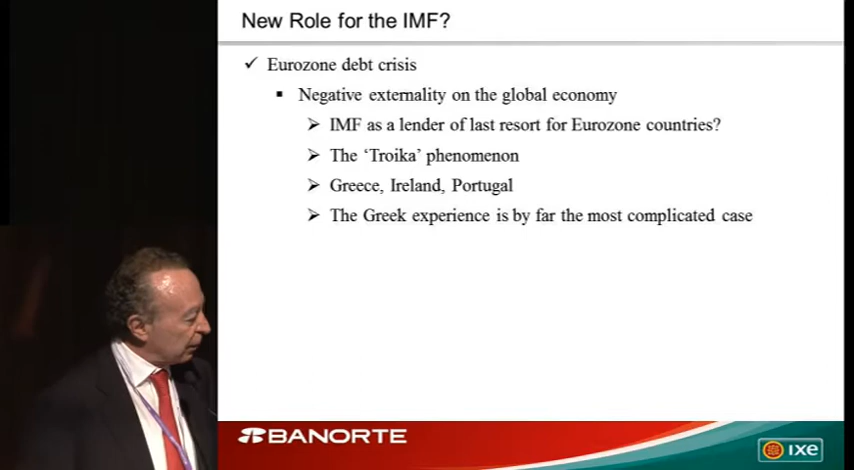 New Role for the IMF?
✓ Eurozone debt crisis
▪ Negative externality on the global economy
➢ IMF as a lender of last resort for Eurozone countries?
➢ The ‘Troika’ phenomenon
➢ Greece, Ireland, Portugal
➢ The Greek experience is by far the most complicated case
BANORTE
ixe